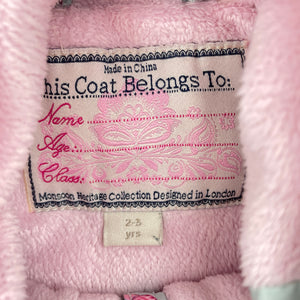 Made in China
his Coat Belongs To:
Name
Age:
Class:
Monsoon Heritage Collection Designed in London
2-3
yrs